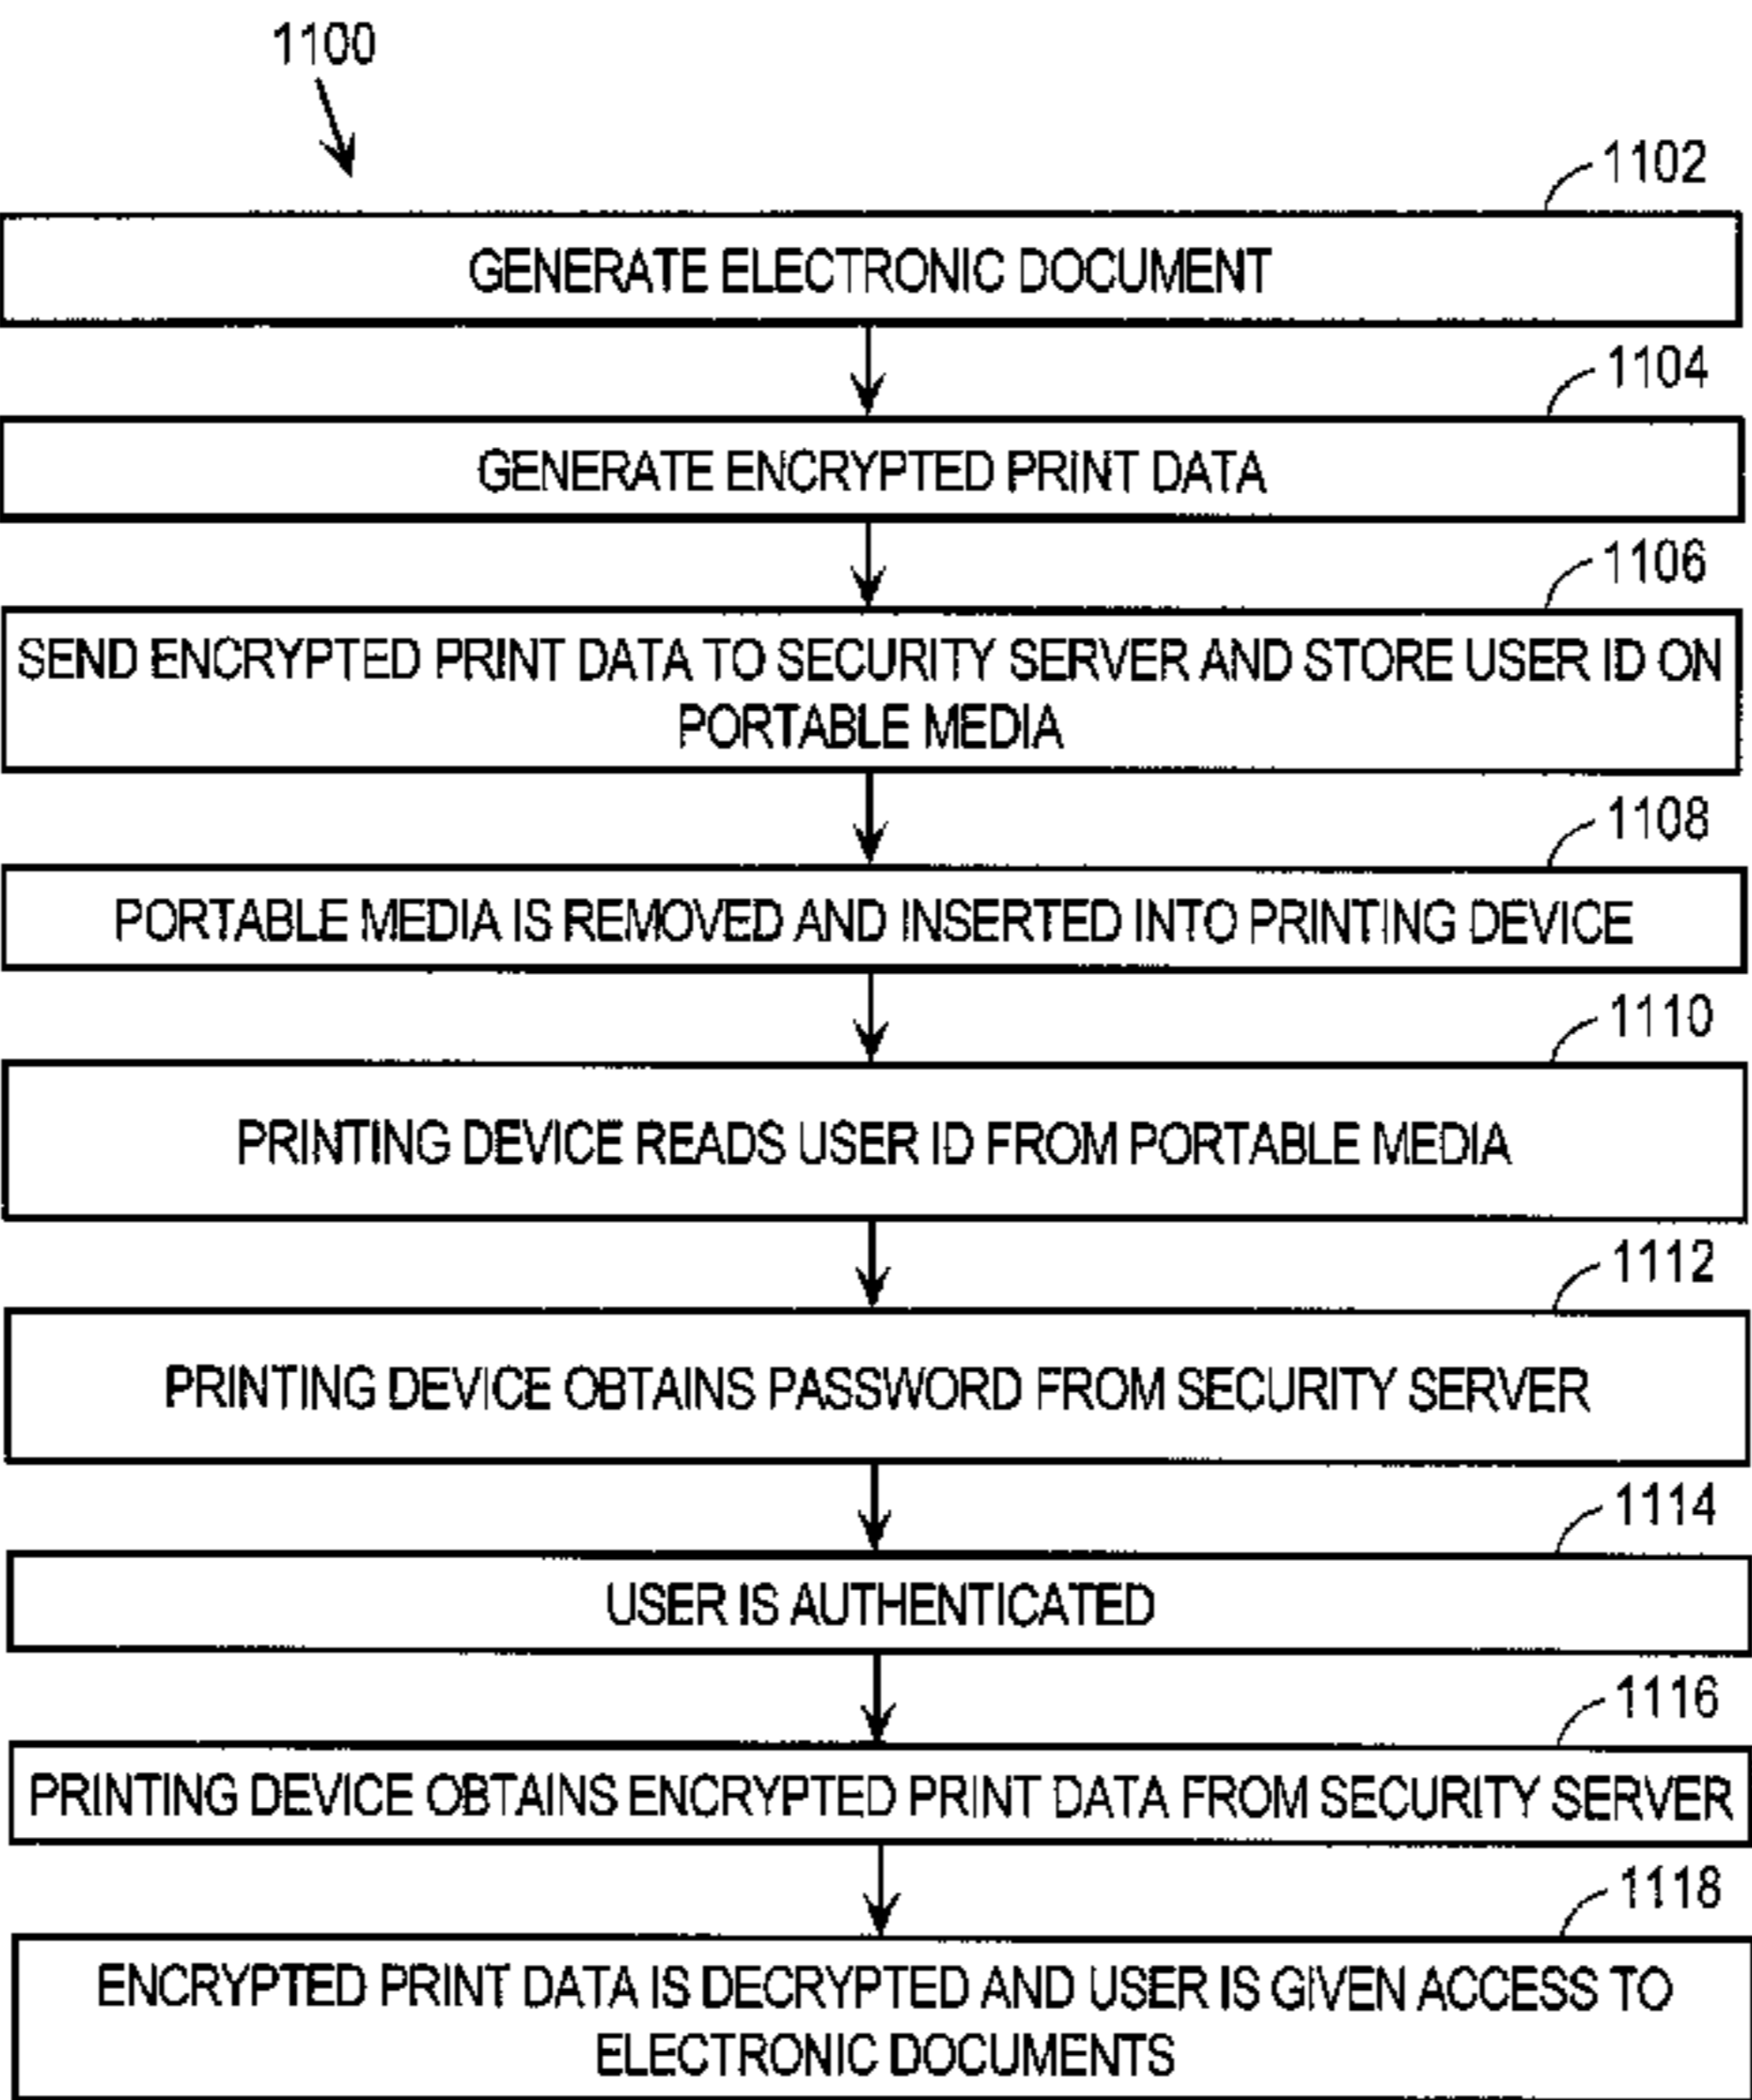 1100
1102
GENERATE ELECTRONIC DOCUMENT
1104
GENERATE ENCRYPTED PRINT DATA
1106
SEND ENCRYPTED PRINT DATA TO SECURITY SERVER AND STORE USER ID ON
PORTABLE MEDIA
1108
PORTABLE MEDIA IS REMOVED AND INSERTED INTO PRINTING DEVICE
1110
PRINTING DEVICE READS USER ID FROM PORTABLE MEDIA
1112
PRINTING DEVICE OBTAINS PASSWORD FROM SECURITY SERVER
1114
USER IS AUTHENTICATED
1116
PRINTING DEVICE OBTAINS ENCRYPTED PRINT DATA FROM SECURITY SERVER
1118
ENCRYPTED PRINT DATA IS DECRYPTED AND USER IS GIVEN ACCESS TO
ELECTRONIC DOCUMENTS